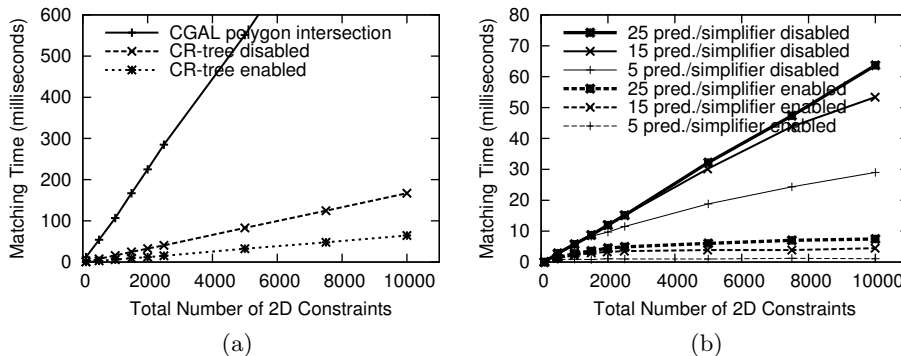 600
500
400
300
200
100
0
Matching Time (milliseconds)
0 2000 4000 6000 8000 10000
Total Number of 2D Constraints
CGAL polygon intersection
CR-tree disabled
CR-tree enabled
(a)
80
70
60
50
40
30
20
10
0
Matching Time (milliseconds)
0 2000 4000 6000 8000 10000
Total Number of 2D Constraints
25 pred./simplifier disabled
15 pred./simplifier disabled
5 pred./simplifier disabled
25 pred./simplifier enabled
15 pred./simplifier enabled
5 pred./simplifier enabled
(b)